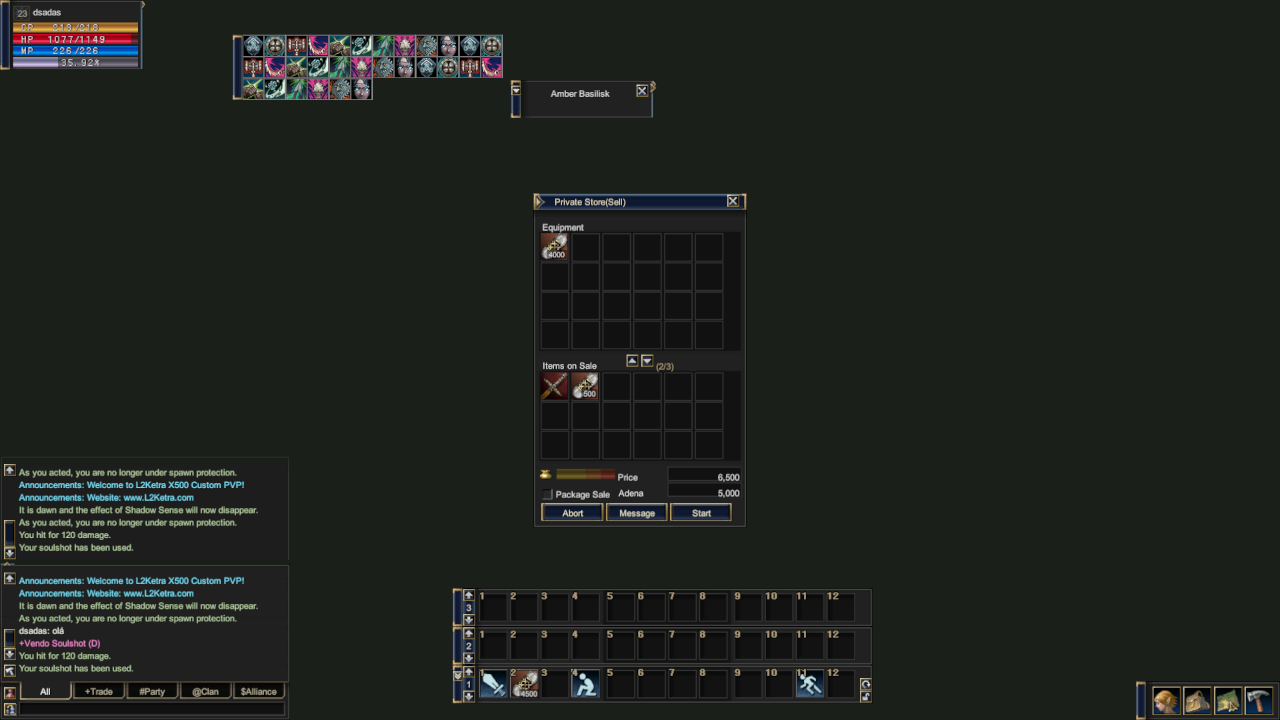 23 dsadas
CP 213/218
HP 1077/1149
MP 226/226
35.92%
Amber Basilisk
Private Store(Sell)
Equipment
4000
Items on Sale (2/3)
500
Price 6,500
Package Sale Adena 5,000
Abort Message Start
As you acted, you are no longer under spawn protection.
Announcements: Welcome to L2Ketra X500 Custom PVP!
Announcements: Website: www.L2Ketra.com
It is dawn and the effect of Shadow Sense will now disappear.
As you acted, you are no longer under spawn protection.
You hit for 120 damage.
Your soulshot has been used.
Announcements: Welcome to L2Ketra X500 Custom PVP!
Announcements: Website: www.L2Ketra.com
It is dawn and the effect of Shadow Sense will now disappear.
As you acted, you are no longer under spawn protection.
dsadas: olá
+Vendo Soulshot (D)
You hit for 120 damage.
Your soulshot has been used.
All +Trade #Party @Clan $Alliance
3 1 2 3 4 5 6 7 8 9 10 11 12
2 1 2 3 4 5 6 7 8 9 10 11 12
1 1 2 3 4 5 6 7 8 9 10 11 12
4500